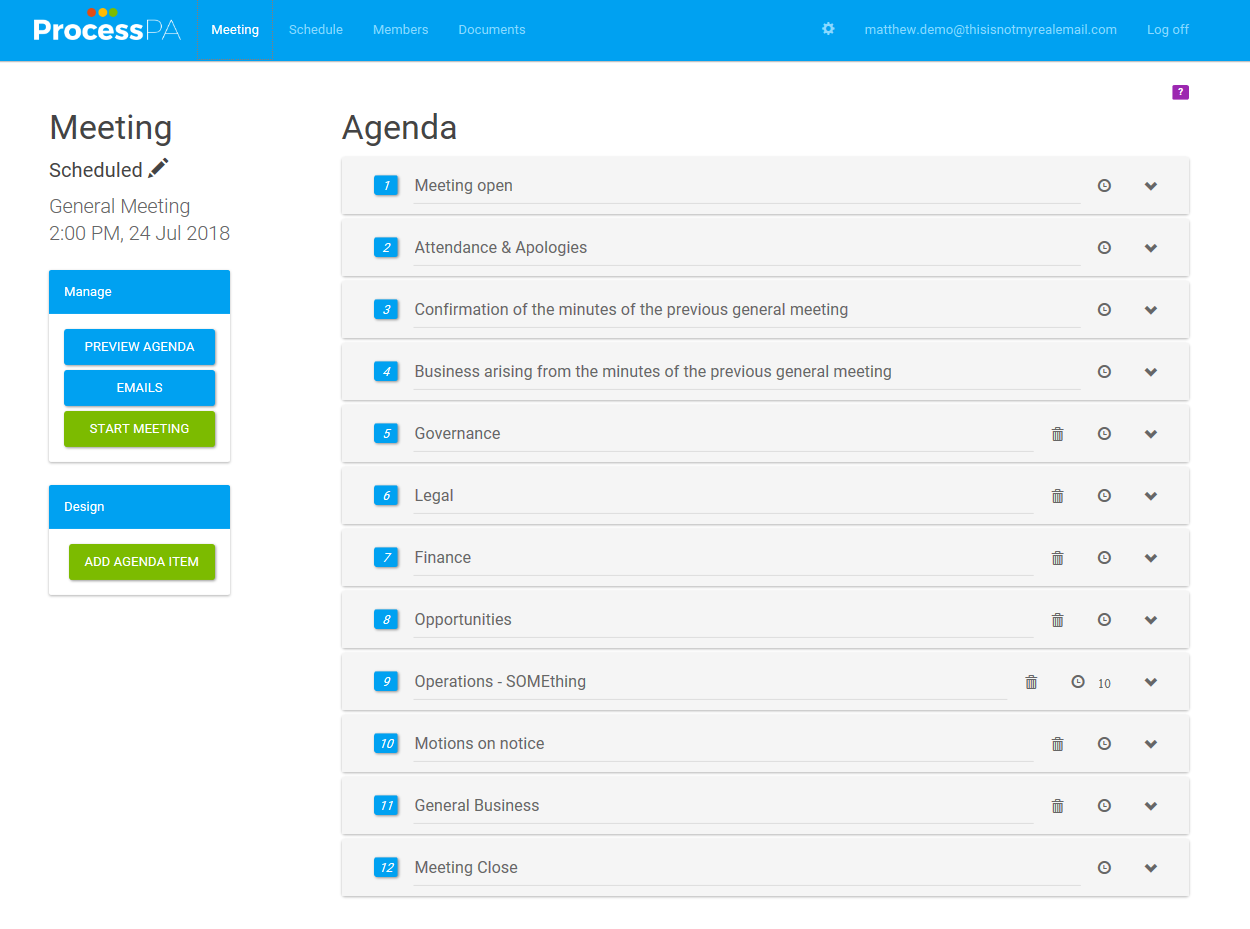 ProcessPA
Meeting
Schedule
Members
Documents
matthew.demo@thisisnotmyrealemail.com
Log off
?
Meeting
Scheduled
General Meeting
2:00 PM, 24 Jul 2018
Manage
PREVIEW AGENDA
EMAILS
START MEETING
Design
ADD AGENDA ITEM
Agenda
1 Meeting open
2 Attendance & Apologies
3 Confirmation of the minutes of the previous general meeting
4 Business arising from the minutes of the previous general meeting
5 Governance
6 Legal
7 Finance
8 Opportunities
9 Operations - SOMEthing 10
10 Motions on notice
11 General Business
12 Meeting Close